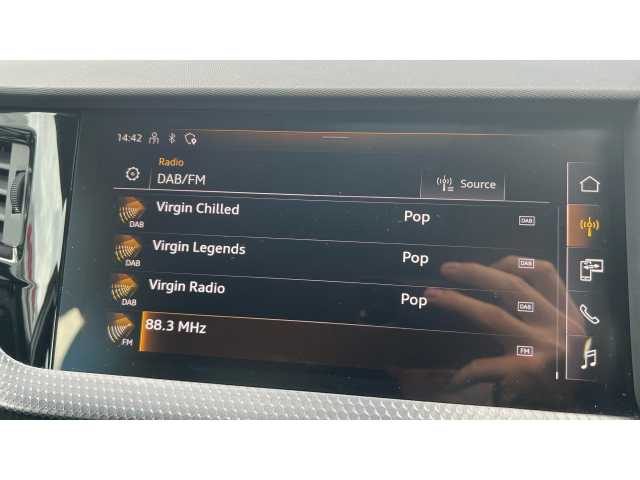 14:42
Radio
DAB/FM
Source
Virgin Chilled Pop DAB
DAB
Virgin Legends Pop DAB
DAB
Virgin Radio Pop DAB
DAB
88.3 MHz FM
FM